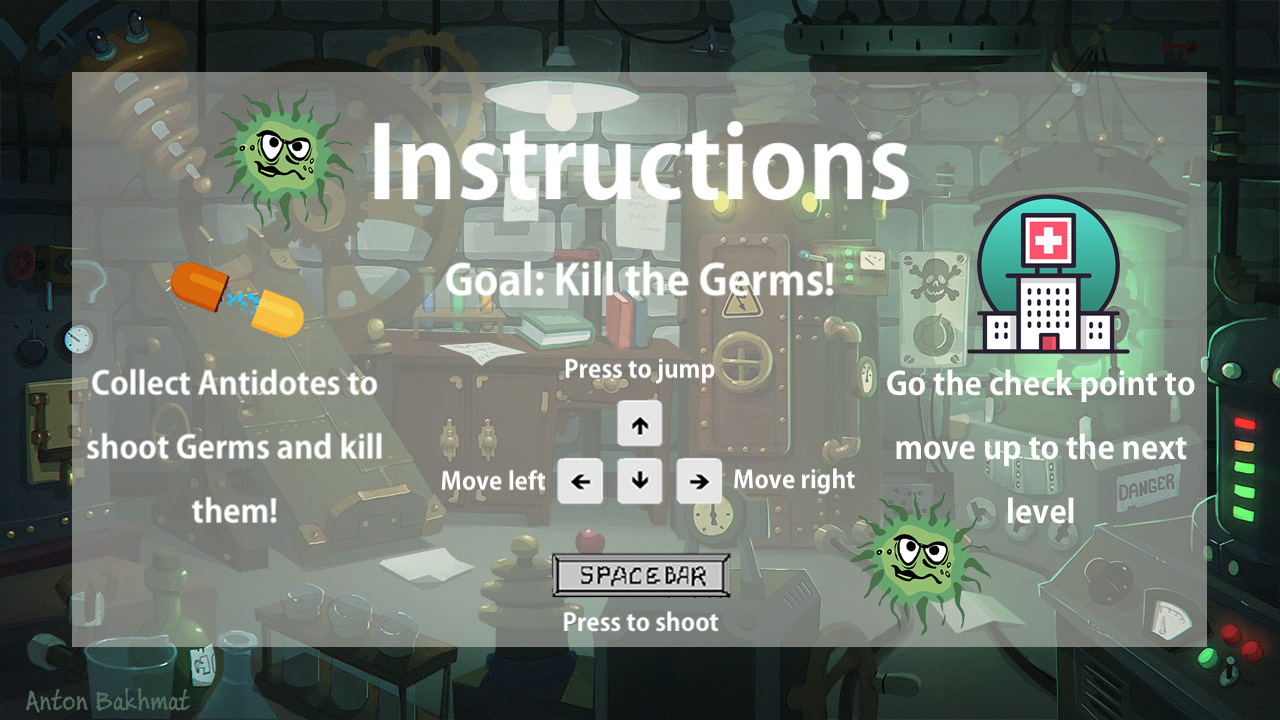 Instructions
Goal: Kill the Germs!
Collect Antidotes to
shoot Germs and kill
them!
Press to jump
Move left
Move right
SPACEBAR
Press to shoot
Go the check point to
move up to the next
level
DANGER
Anton Bakhmat